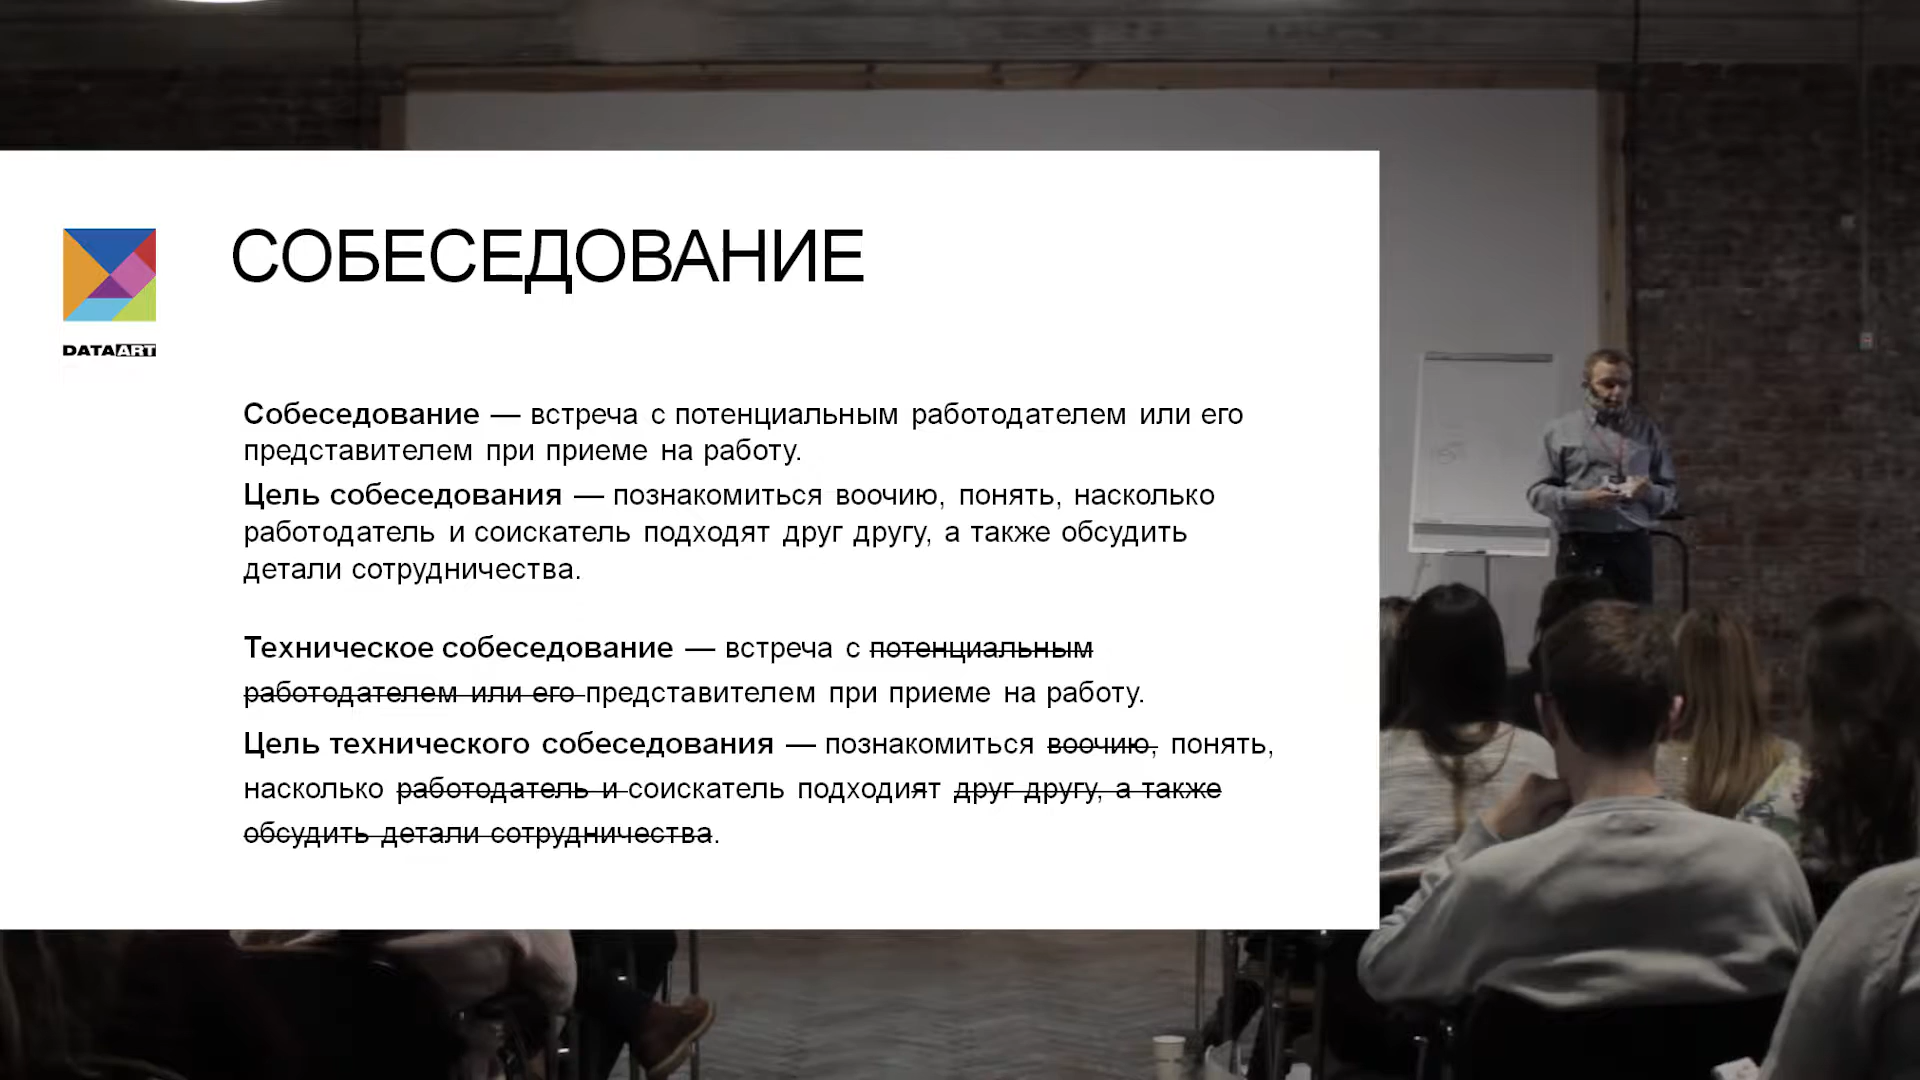 СОБЕСЕДОВАНИЕ
DATAART
Собеседование — встреча с потенциальным работодателем или его
представителем при приеме на работу.
Цель собеседования — познакомиться воочию, понять, насколько
работодатель и соискатель подходят друг другу, а также обсудить
детали сотрудничества.
Техническое собеседование — встреча с потенциальным
работодателем или его представителем при приеме на работу.
Цель технического собеседования — познакомиться воочию, понять,
насколько работодатель и соискатель подходият друг другу, а также
обсудить детали сотрудничества.